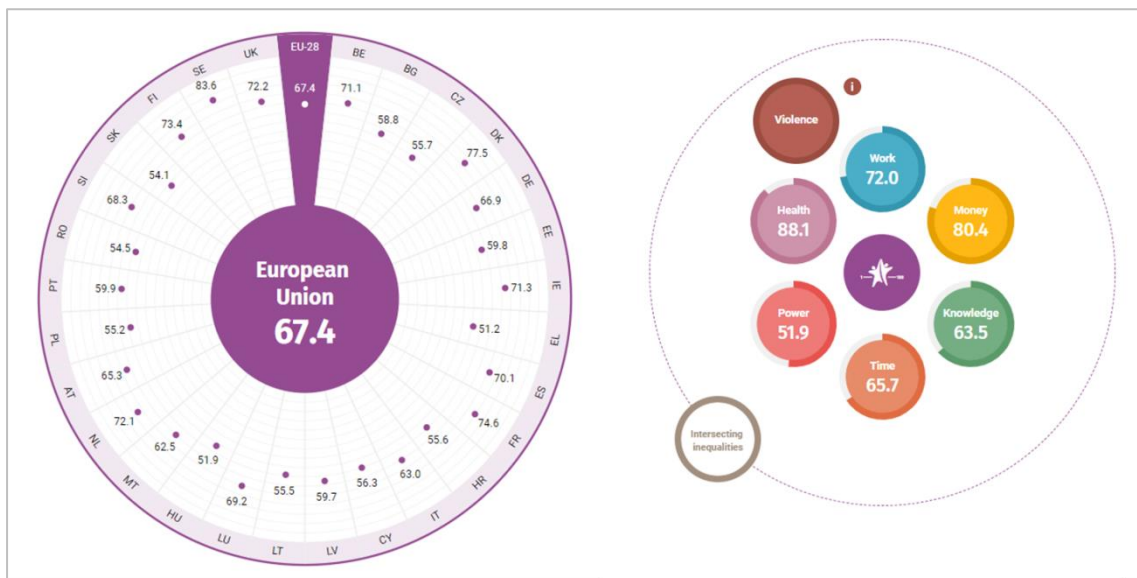 EU-28
67.4
BE
71.1
BG
58.8
CZ
55.7
DK
77.5
DE
66.9
EE
59.8
IE
71.3
EL
51.2
ES
70.1
FR
74.6
HR
55.6
IT
63.0
CY
56.3
LV
59.7
LT
55.5
LU
69.2
HU
51.9
MT
62.5
NL
72.1
AT
65.3
PL
55.2
PT
59.9
RO
54.5
SI
68.3
SK
54.1
FI
73.4
SE
83.6
UK
72.2
European
Union
67.4
Violence
i
Work
72.0
Health
88.1
Money
80.4
Power
51.9
Knowledge
63.5
Time
65.7
Intersecting
inequalities